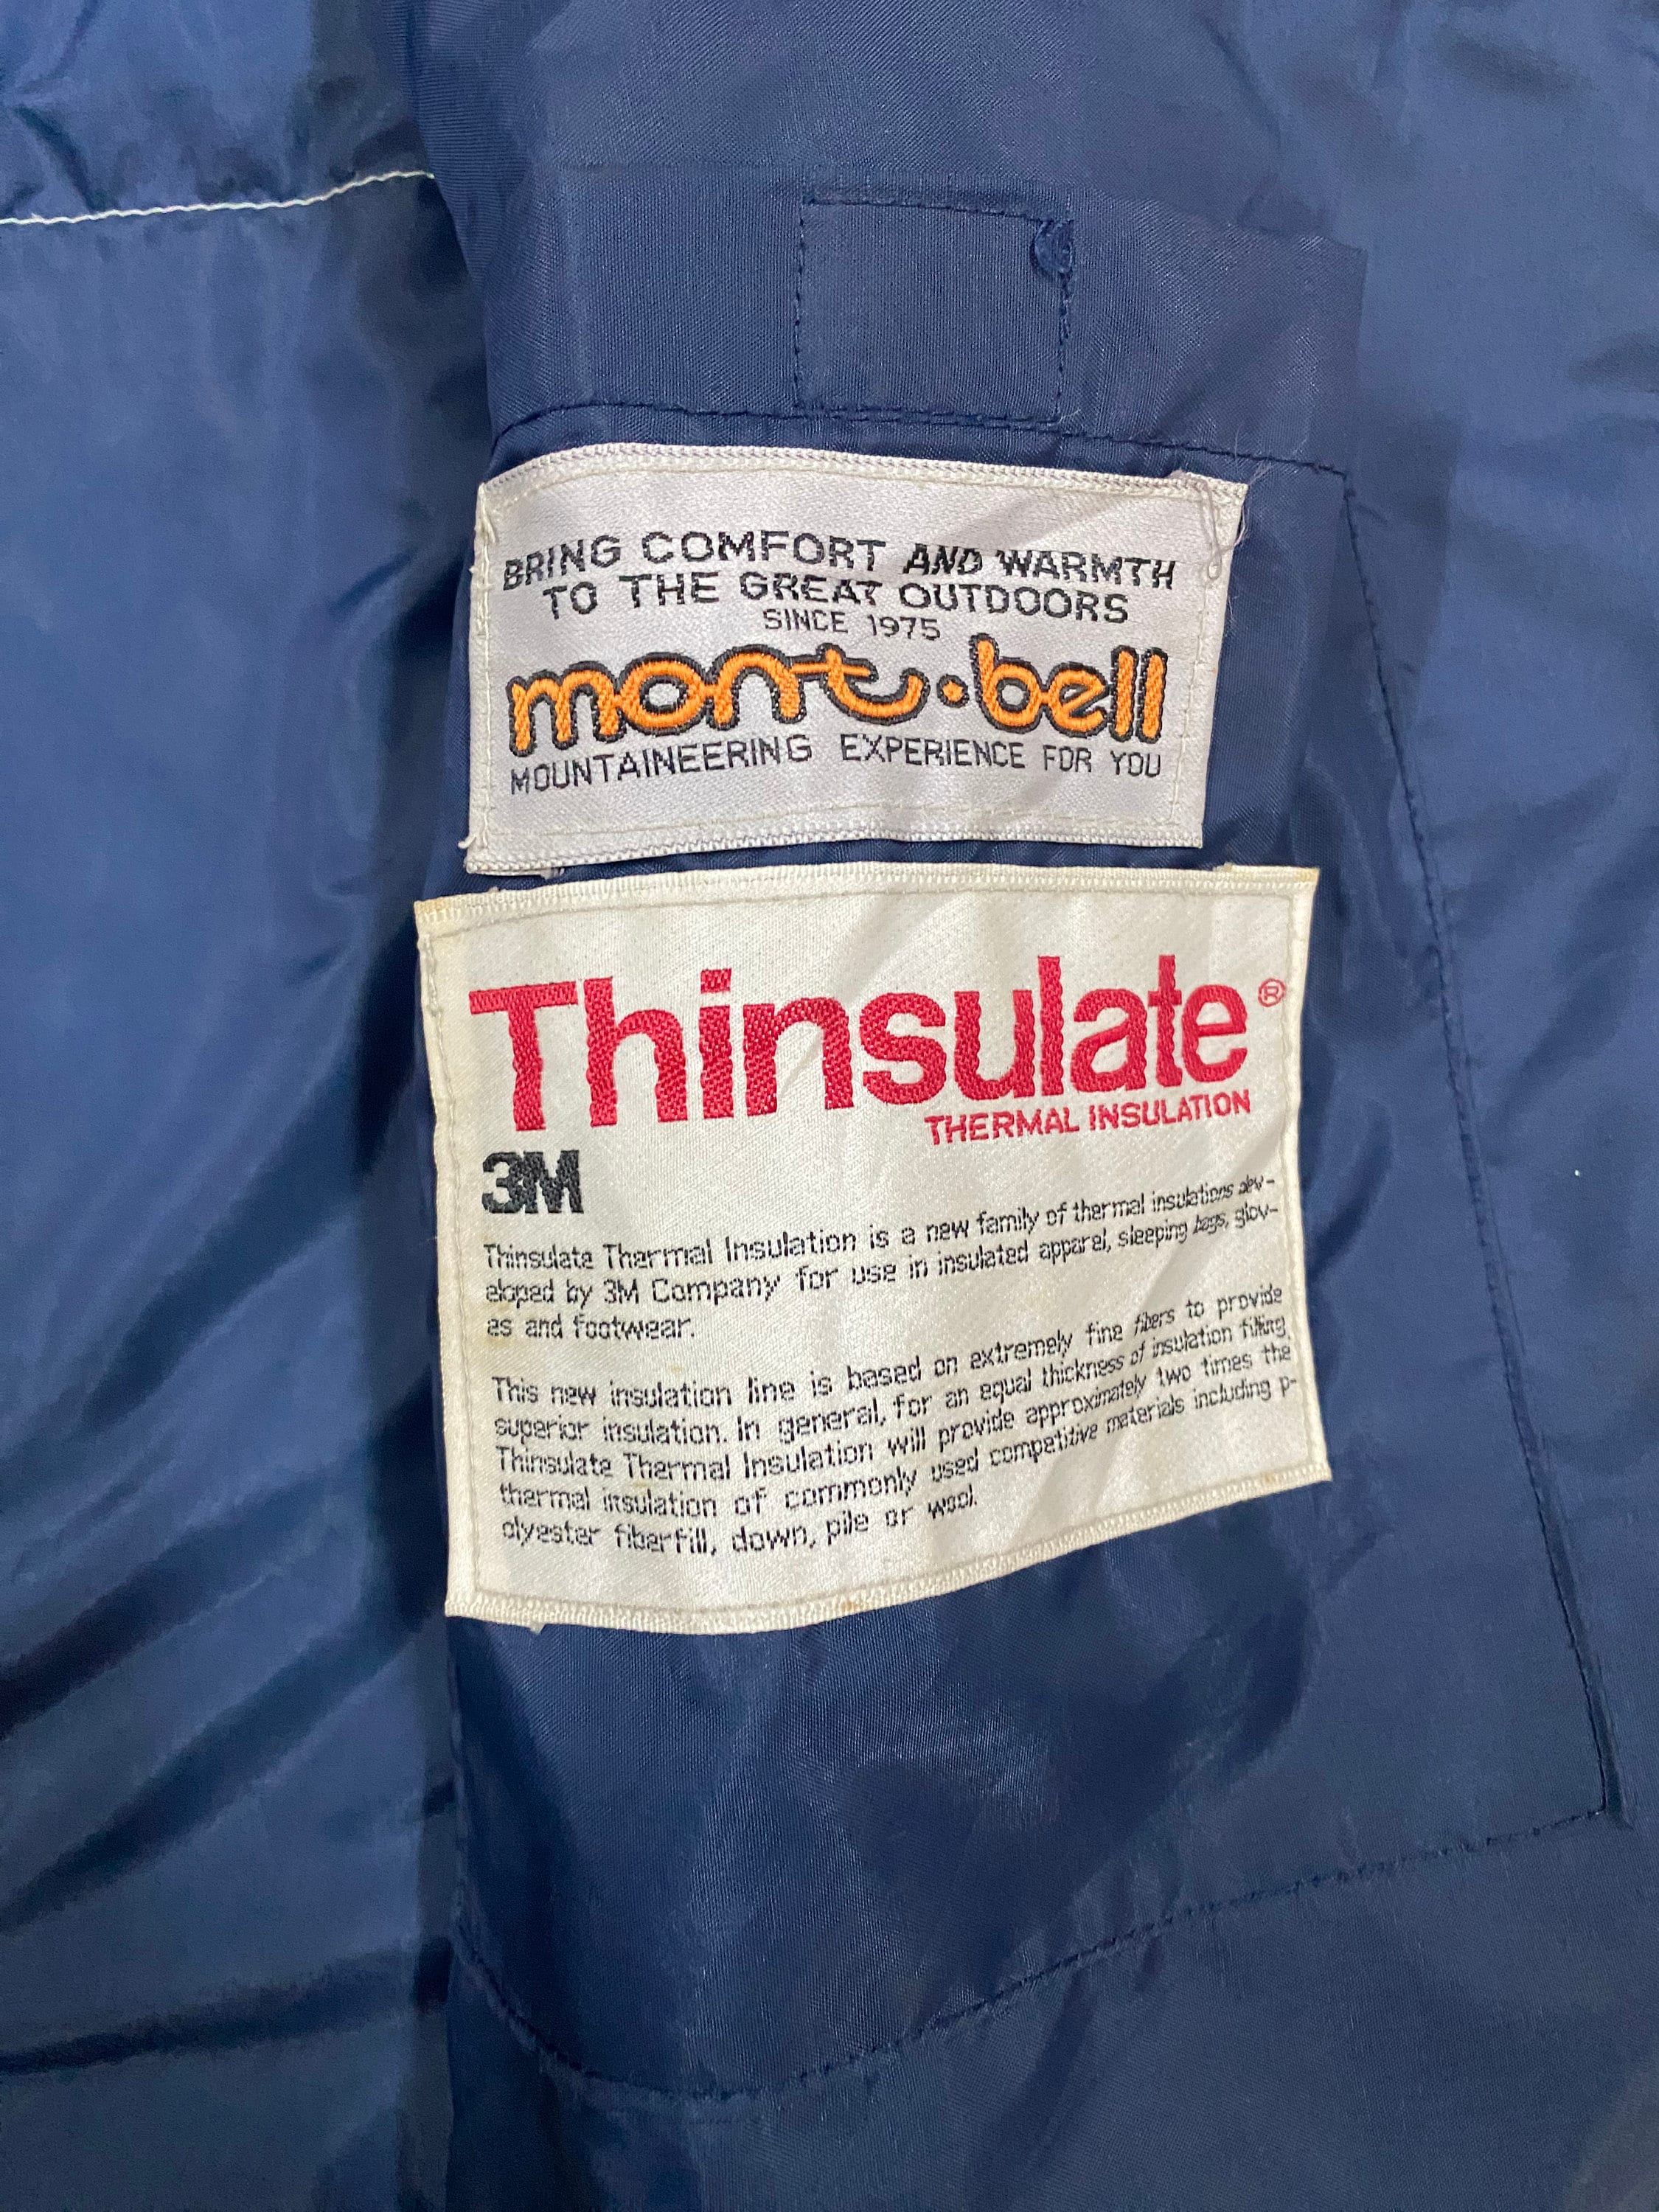 BRING COMFORT AND WARMTH
TO THE GREAT OUTDOORS
SINCE 1975
mont·bell
MOUNTAINEERING EXPERIENCE FOR YOU
Thinsulate®
THERMAL INSULATION
3M
Thinsulate Thermal Insulation is a new family of thermal insulations dev-
eloped by 3M Company for use in insulated apparel, sleeping bags, glov-
es and footwear.
This new insulation line is based on extremely fine fibers to provide
superior insulation. In general, for an equal thickness of insulation filling,
Thinsulate Thermal Insulation will provide approximately two times the
thermal insulation of commonly used competitive materials including p-
olyester fiberfill, down, pile or wool.